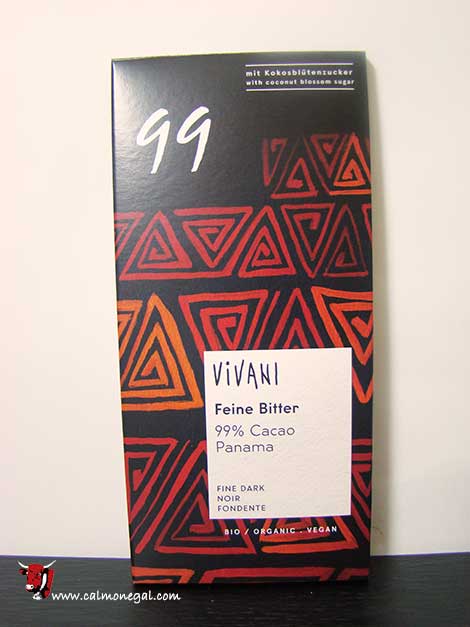 mit Kokosblütenzucker
with coconut blossom sugar
99
ViVANI
Feine Bitter
99% Cacao
Panama
FINE DARK
NOIR
FONDENTE
BIO / ORGANIC . VEGAN
www.calmonegal.com